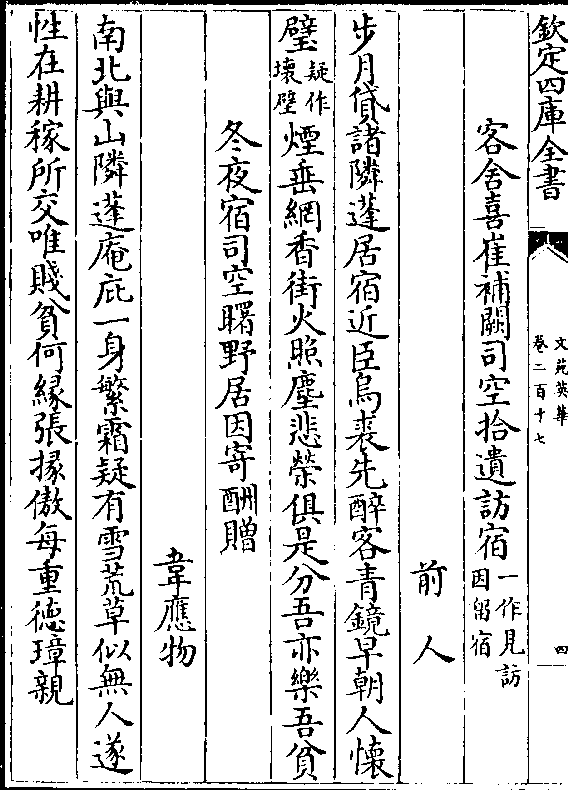 欽定四庫全書
文苑英華
卷二百十七
四
客舍喜崔補闕司空拾遺訪宿一作見訪因留宿
前人
步月貸諸隣蓬居宿近臣烏裘先醉客青鏡早朝人懷
璧疑作壞壁煙垂網香街火照塵悲榮俱是分吾亦樂吾貧
冬夜宿司空曙野居因寄酬贈
韋應物
南北與山隣蓬庵庇一身繁霜疑有雪荒草似無人遂
性在耕稼所交唯賤貧何緣張掾傲每重德璋親